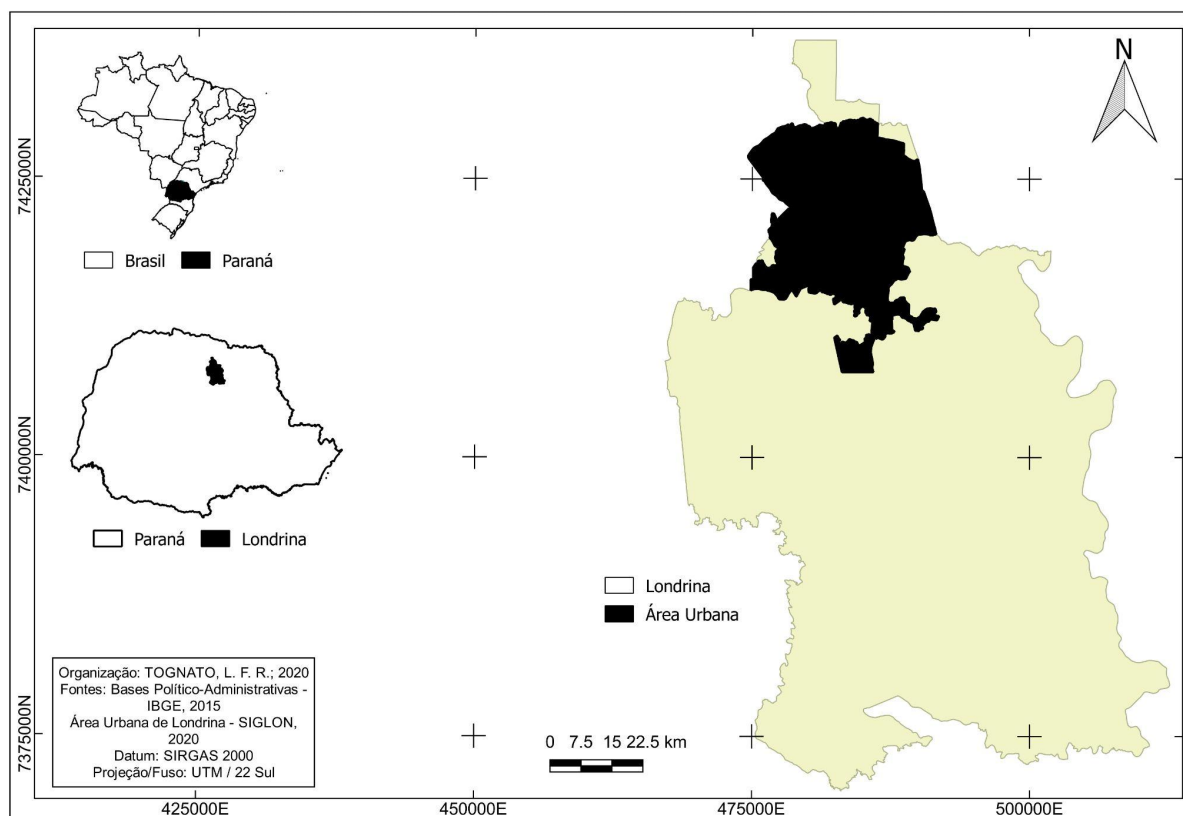 N
7425000N
7400000N
7375000N
Brasil Paraná
Paraná Londrina
Londrina
Área Urbana
Organização: TOGNATO, L. F. R.; 2020
Fontes: Bases Político-Administrativas -
IBGE, 2015
Área Urbana de Londrina - SIGLON,
2020
Datum: SIRGAS 2000
Projeção/Fuso: UTM / 22 Sul
0 7.5 15 22.5 km
425000E 450000E 475000E 500000E